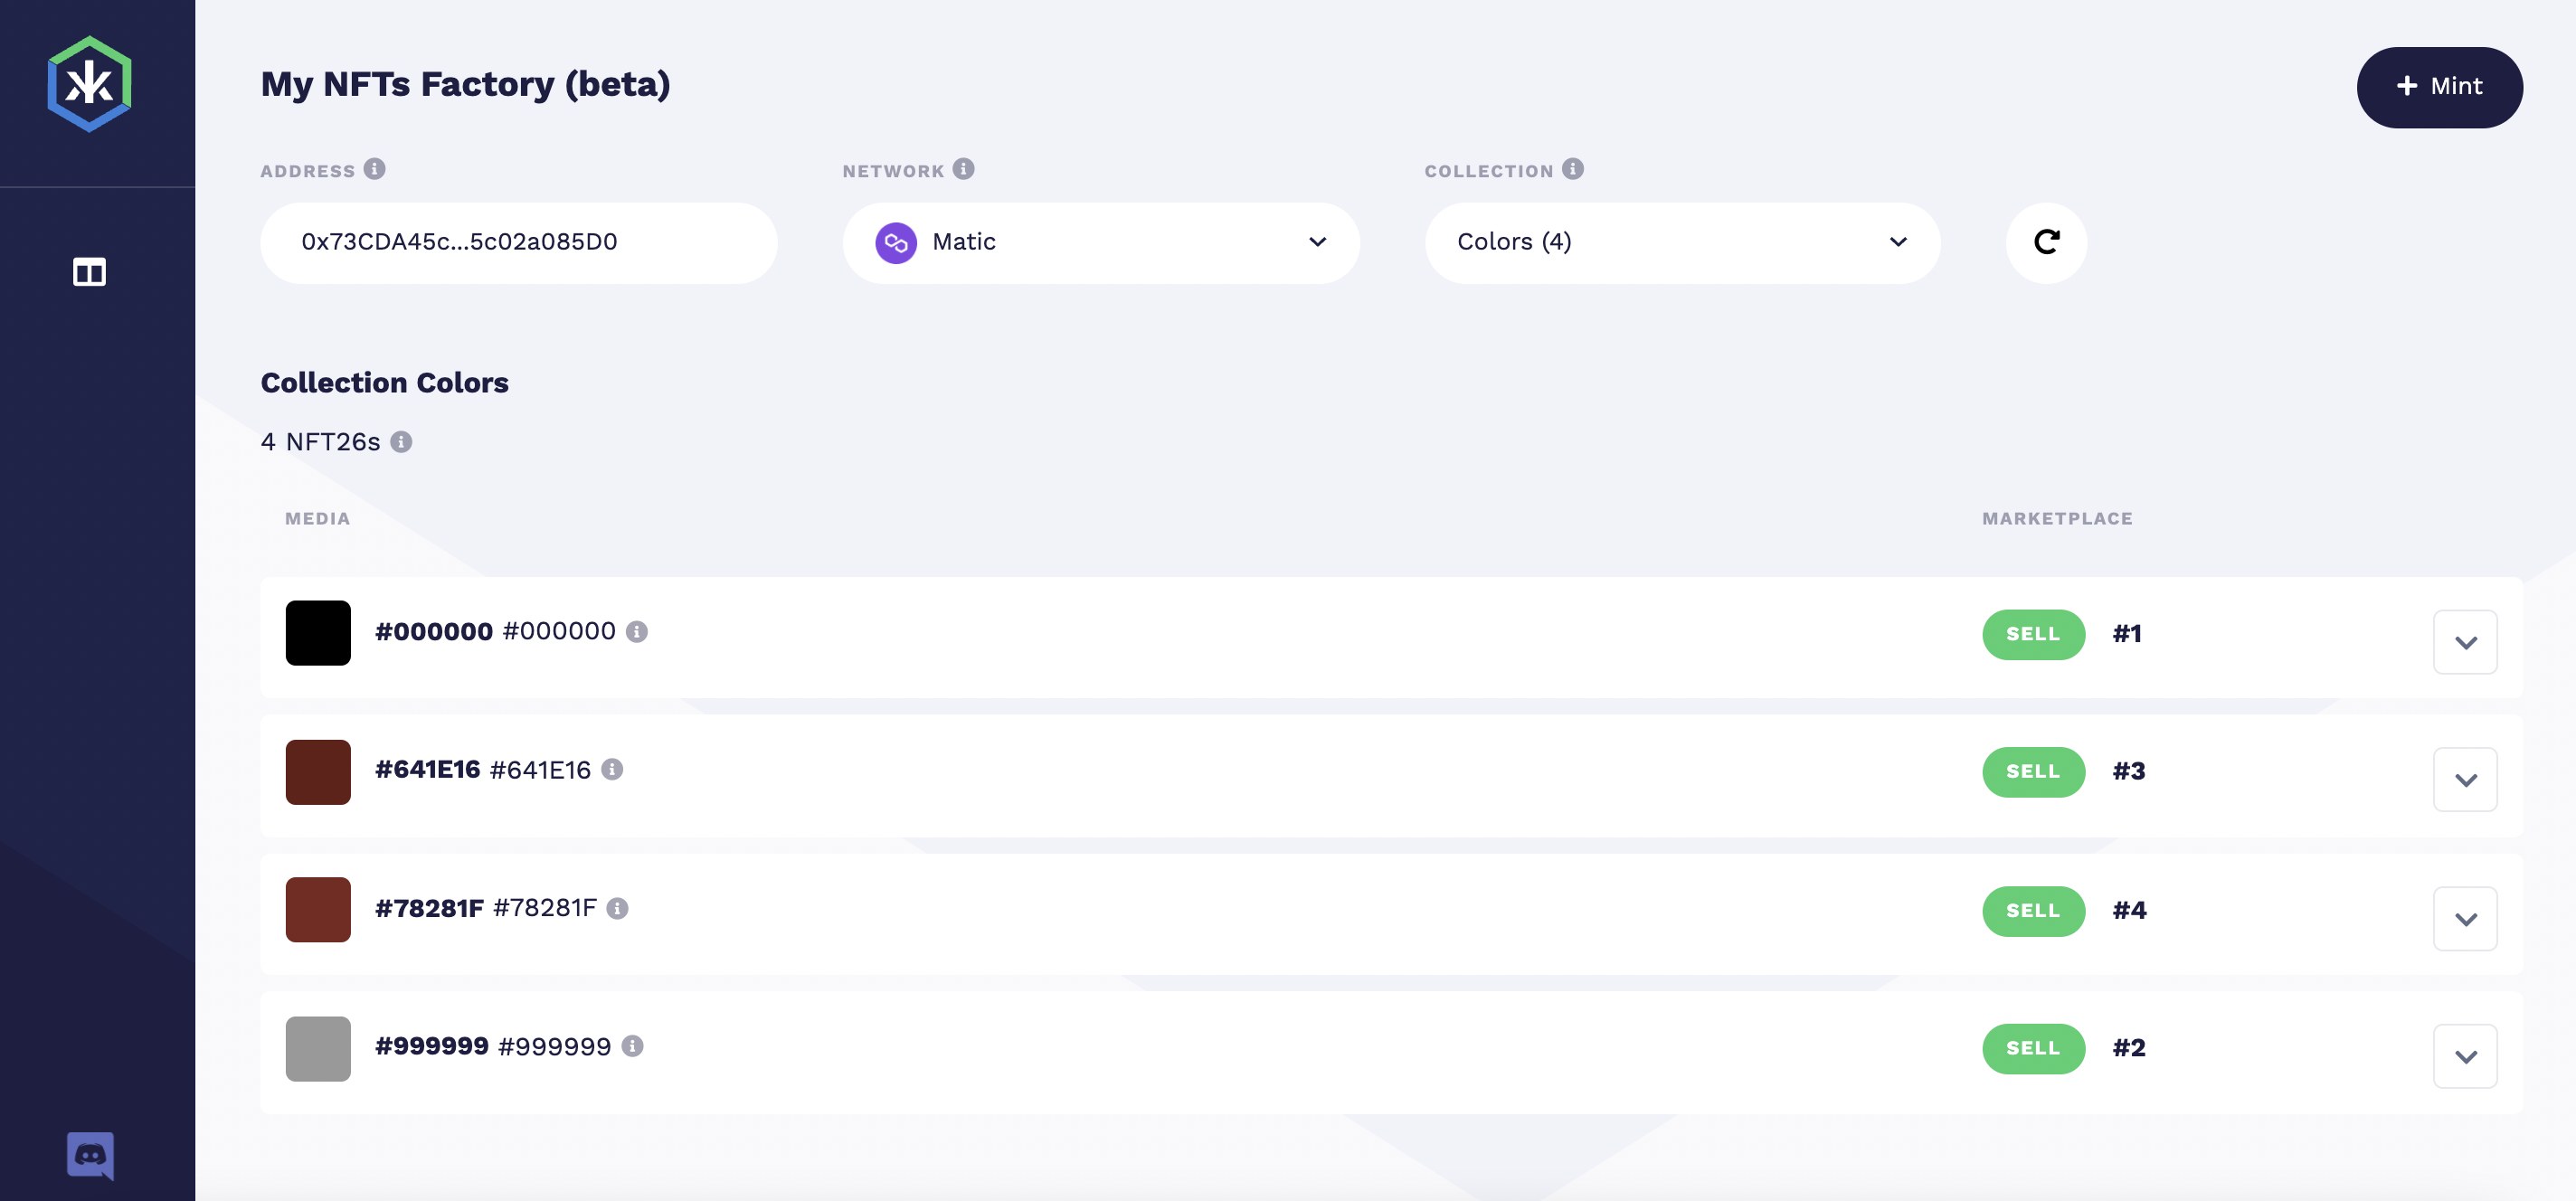 My NFTs Factory (beta)
+ Mint
ADDRESS
NETWORK
COLLECTION
0x73CDA45c...5c02a085D0
Matic
Colors (4)
Collection Colors
4 NFT26s
MEDIA
MARKETPLACE
#000000 #000000
SELL #1
#641E16 #641E16
SELL #3
#78281F #78281F
SELL #4
#999999 #999999
SELL #2